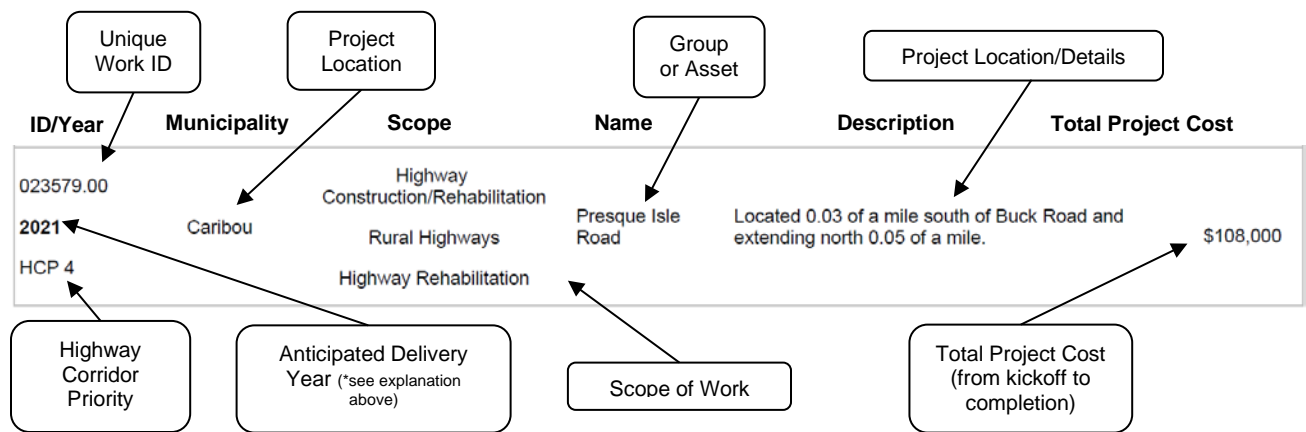 Unique
Work ID
Project
Location
Group
or Asset
Project Location/Details
ID/Year Municipality Scope Name Description Total Project Cost
023579.00
2021
HCP 4
Caribou
Highway
Construction/Rehabilitation
Rural Highways
Highway Rehabilitation
Presque Isle
Road
Located 0.03 of a mile south of Buck Road and
extending north 0.05 of a mile.
$108,000
Highway
Corridor
Priority
Anticipated Delivery
Year (*see explanation
above)
Scope of Work
Total Project Cost
(from kickoff to
completion)